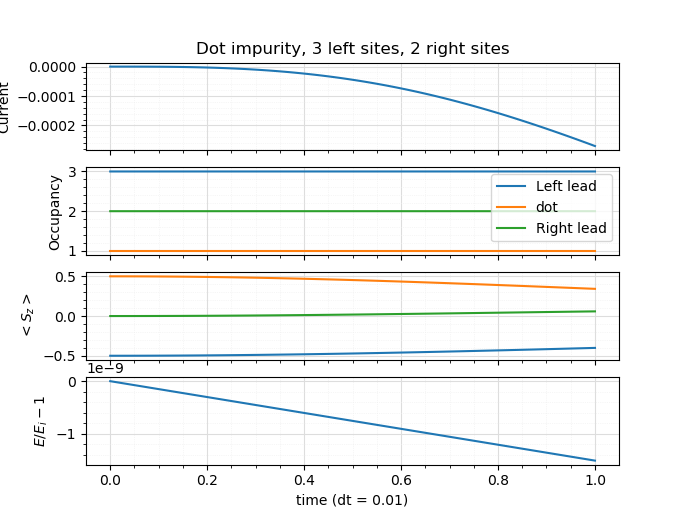 Dot impurity, 3 left sites, 2 right sites
Current
0.0000
−0.0001
−0.0002
Occupancy
3
2
1
Left lead
dot
Right lead
< S_z >
0.5
0.0
−0.5
1e−9
E/E_i − 1
0
−1
0.0 0.2 0.4 0.6 0.8 1.0
time (dt = 0.01)